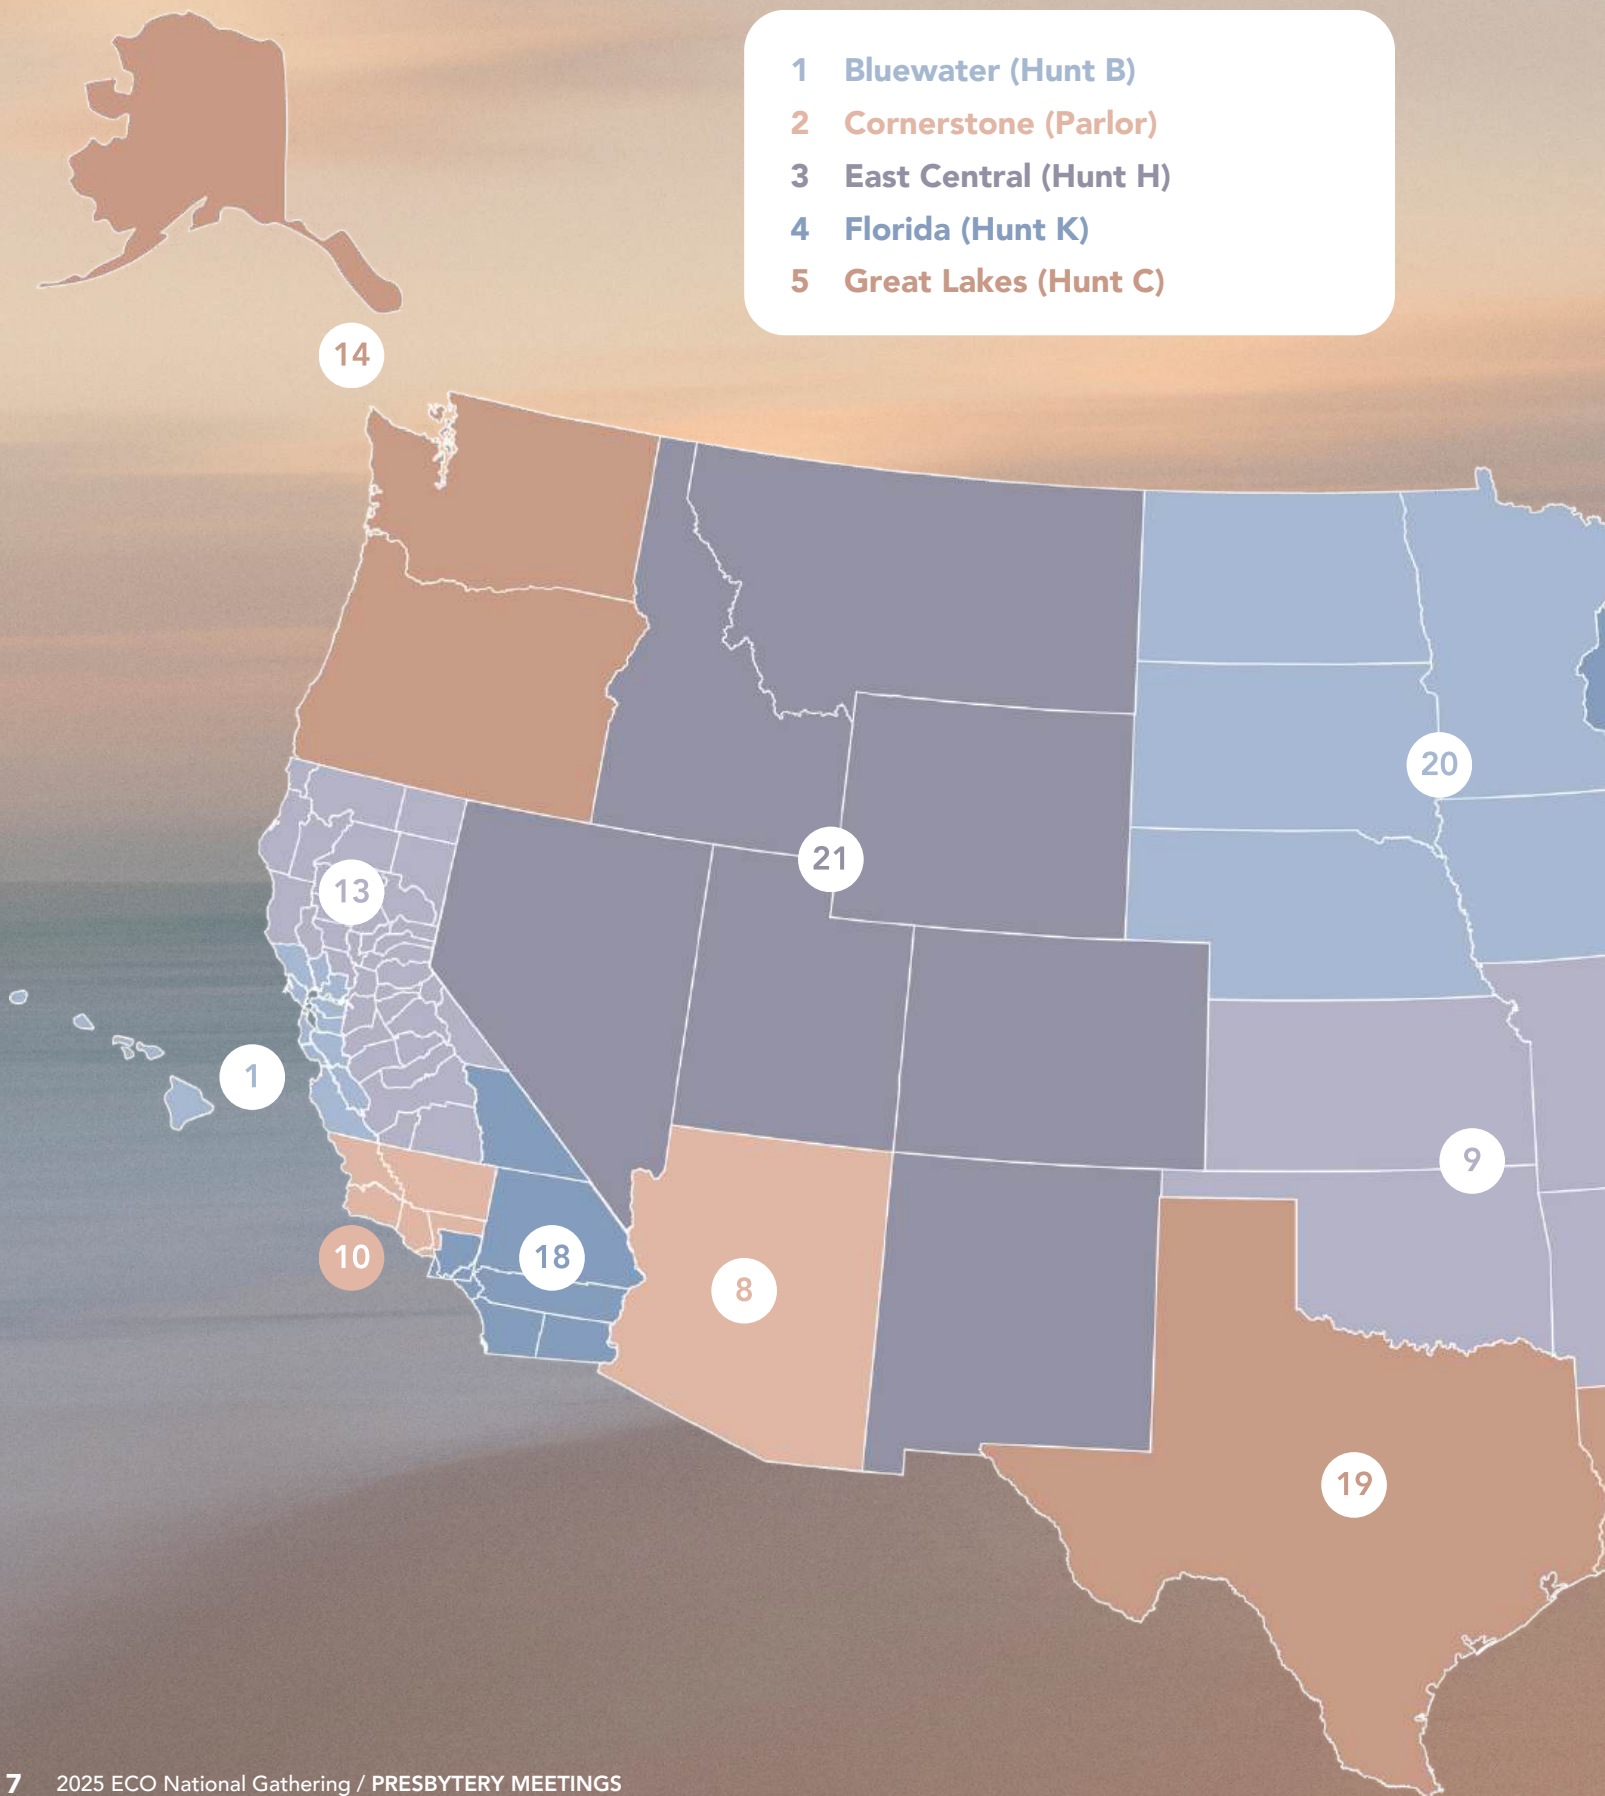 1 Bluewater (Hunt B)
2 Cornerstone (Parlor)
3 East Central (Hunt H)
4 Florida (Hunt K)
5 Great Lakes (Hunt C)
14
20
21
13
1
9
10
18
8
19
7 2025 ECO National Gathering / PRESBYTERY MEETINGS